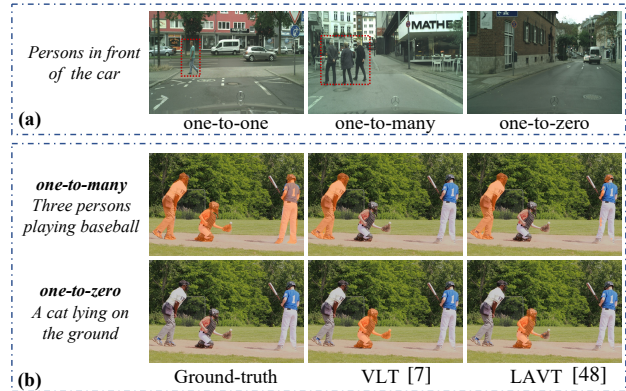 Persons in front
of the car
MATHES
(a)
one-to-one
one-to-many
one-to-zero
one-to-many
Three persons
playing baseball
one-to-zero
A cat lying on
the ground
(b)
Ground-truth
VLT [7]
LAVT [48]